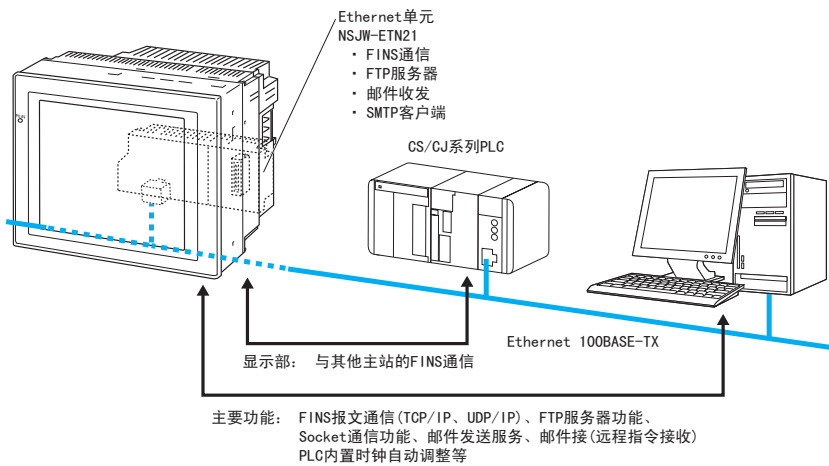 Ethernet单元
NSJW-ETN21
・ FINS通信
・ FTP服务器
・ 邮件收发
・ SMTP客户端
CS/CJ系列PLC
Ethernet 100BASE-TX
显示部： 与其他主站的FINS通信
主要功能： FINS报文通信(TCP/IP、UDP/IP)、FTP服务器功能、
Socket通信功能、邮件发送服务、邮件接(远程指令接收)
PLC内置时钟自动调整等